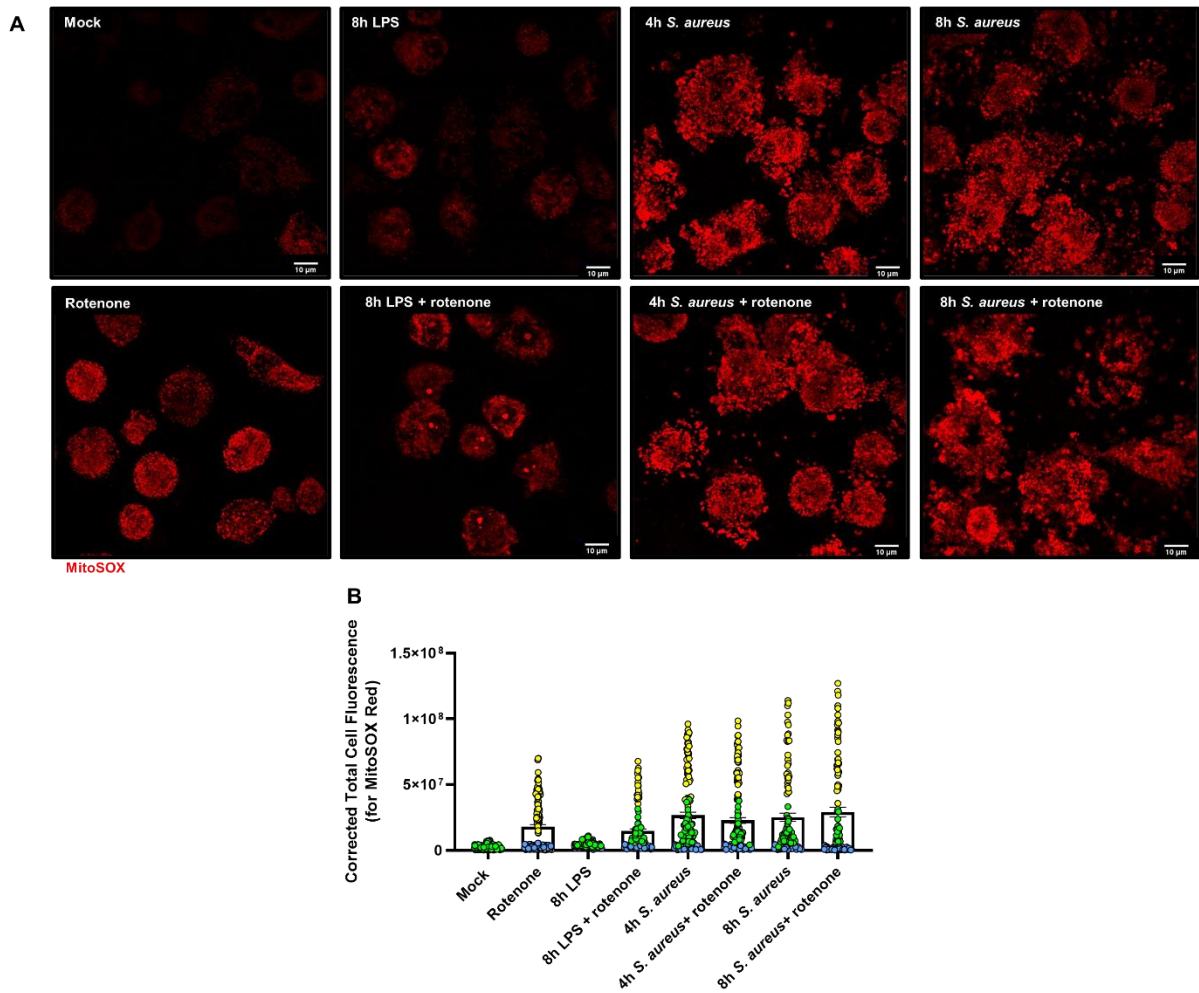 A
Mock
8h LPS
4h S. aureus
8h S. aureus
10 µm
10 µm
10 µm
10 µm
Rotenone
8h LPS + rotenone
4h S. aureus + rotenone
8h S. aureus + rotenone
10 µm
10 µm
10 µm
MitoSOX
B
Corrected Total Cell Fluorescence
(for MitoSOX Red)
1.5×10⁸
1×10⁸
5×10⁷
0
Mock
Rotenone
8h LPS
8h LPS + rotenone
4h S. aureus
4h S. aureus+ rotenone
8h S. aureus
8h S. aureus+ rotenone